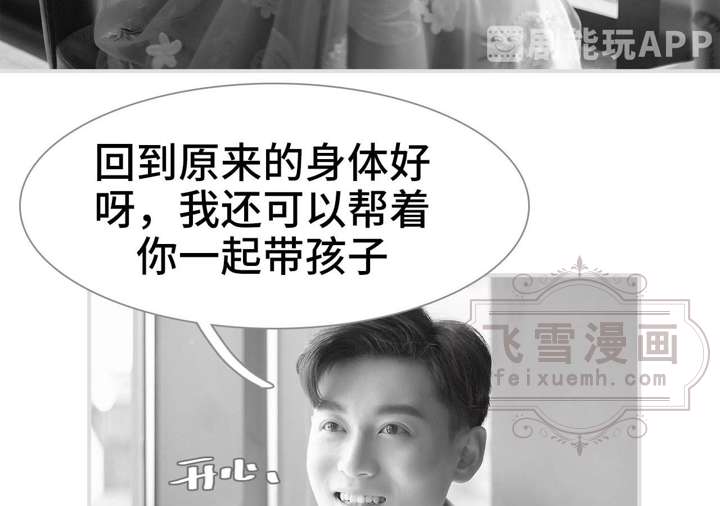 剧能玩APP
回到原来的身体好
呀，我还可以帮着
你一起带孩子
飞雪漫画
feixuemh.com
开心、